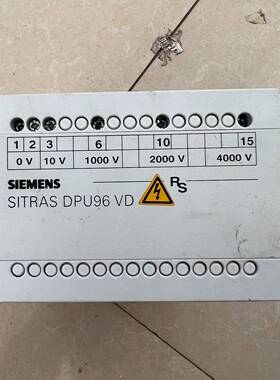 1 2 3 6 10 15
0 V 10 V 1000 V 2000 V 4000 V
SIEMENS
RS
SITRAS DPU96 VD